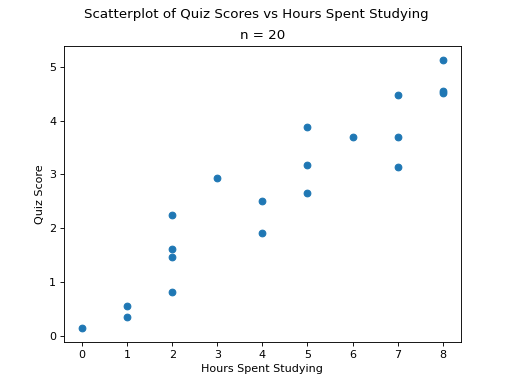 Scatterplot of Quiz Scores vs Hours Spent Studying
n = 20
5
4
3
2
1
0
Quiz Score
0 1 2 3 4 5 6 7 8
Hours Spent Studying